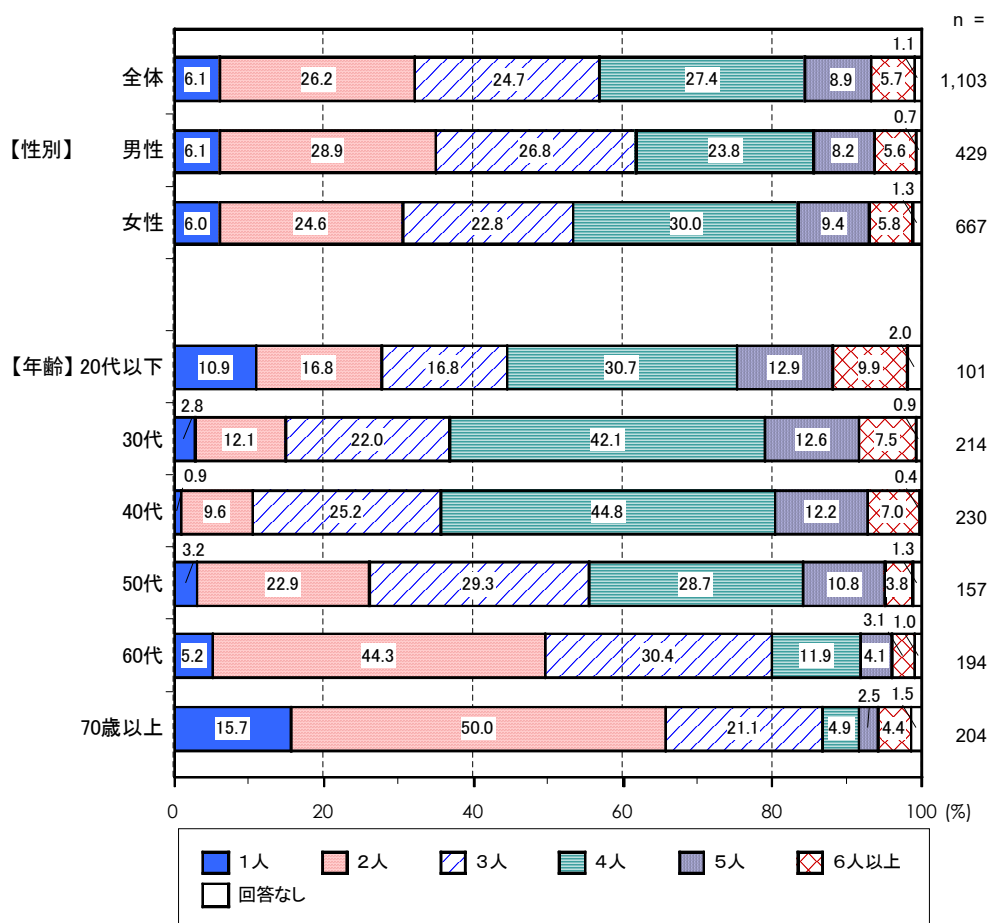 n =
1.1
全体 6.1 26.2 24.7 27.4 8.9 5.7 1,103
0.7
【性別】 男性 6.1 28.9 26.8 23.8 8.2 5.6 429
1.3
女性 6.0 24.6 22.8 30.0 9.4 5.8 667
2.0
【年齢】 20代以下 10.9 16.8 16.8 30.7 12.9 9.9 101
2.8 0.9
30代 12.1 22.0 42.1 12.6 7.5 214
0.9 0.4
40代 9.6 25.2 44.8 12.2 7.0 230
3.2 1.3
50代 22.9 29.3 28.7 10.8 3.8 157
3.1 1.0
60代 5.2 44.3 30.4 11.9 4.1 194
2.5 1.5
70歳以上 15.7 50.0 21.1 4.9 4.4 204
0 20 40 60 80 100 (%)
1人 2人 3人 4人 5人 6人以上
回答なし